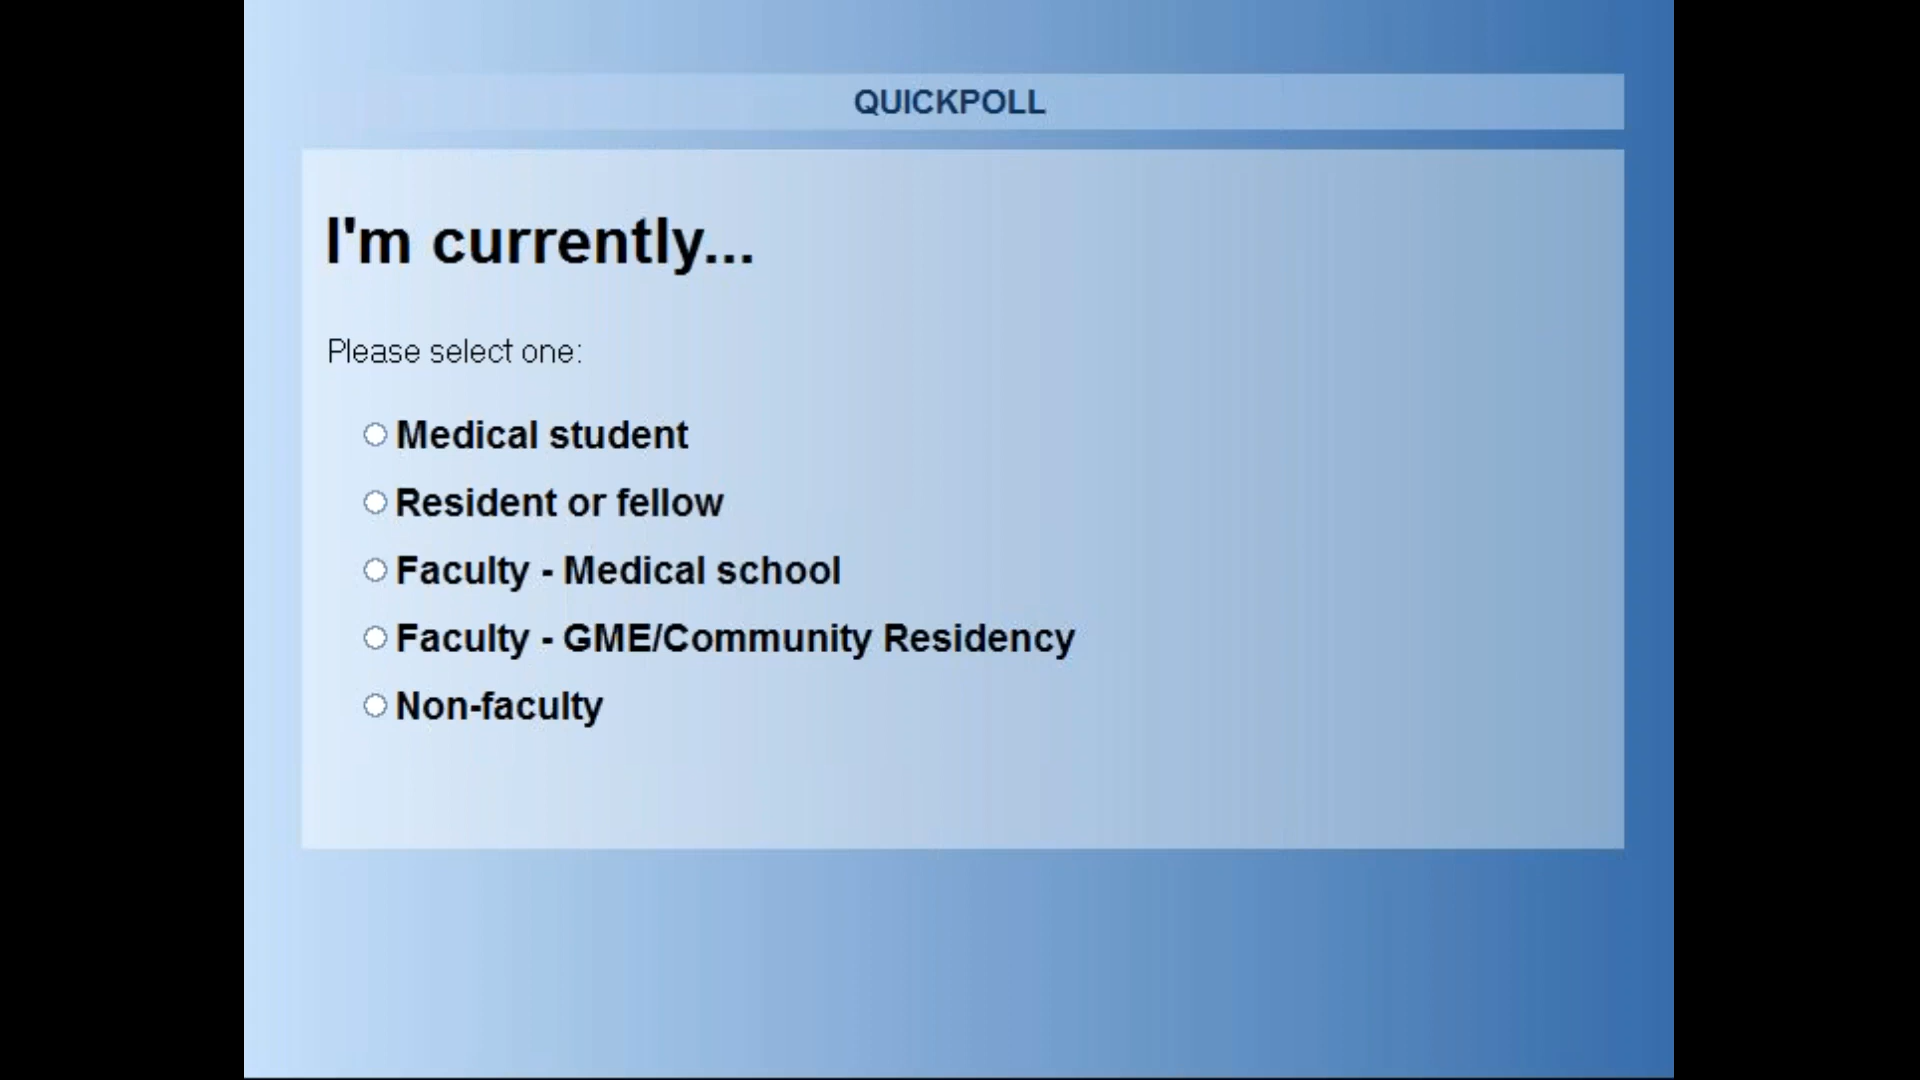 QUICKPOLL
I'm currently...
Please select one:
Medical student
Resident or fellow
Faculty - Medical school
Faculty - GME/Community Residency
Non-faculty